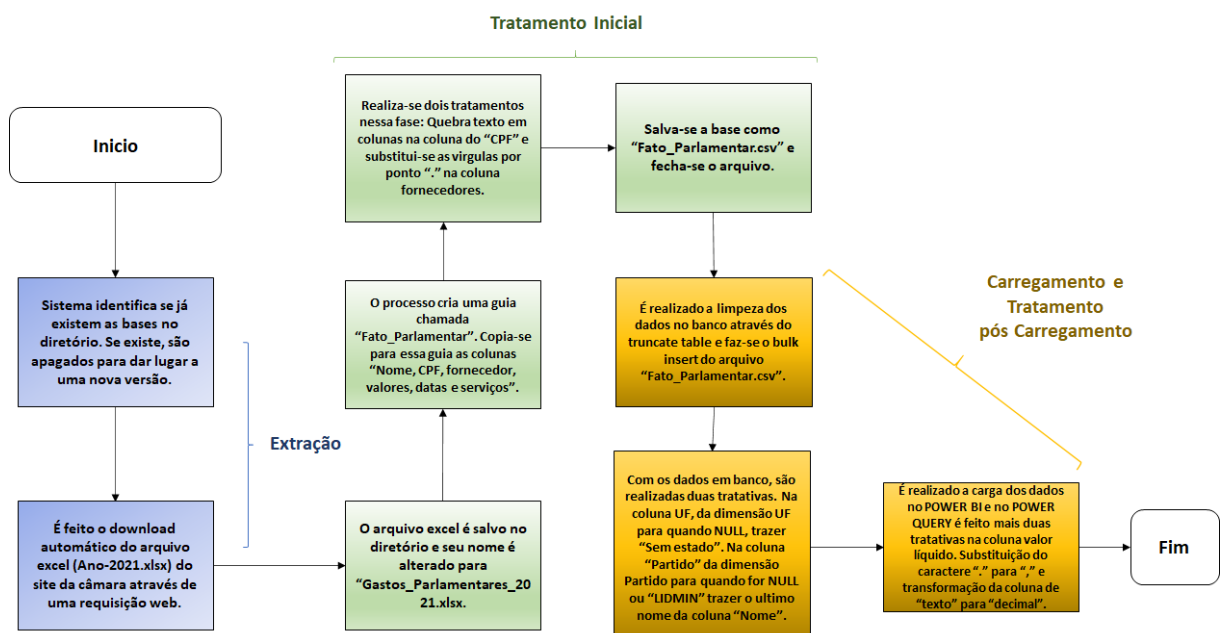 Tratamento Inicial
Inicio
Sistema identifica se já
existem as bases no
diretório. Se existe, são
apagados para dar lugar a
uma nova versão.
Extração
É feito o download
automático do arquivo
excel (Ano-2021.xlsx) do
site da câmara através de
uma requisição web.
O arquivo excel é salvo no
diretório e seu nome é
alterado para
“Gastos_Parlamentares_2
021.xlsx.
O processo cria uma guia
chamada
“Fato_Parlamentar”. Copia-se
para essa guia as colunas
“Nome, CPF, fornecedor,
valores, datas e serviços”.
Realiza-se dois tratamentos
nessa fase: Quebra texto em
colunas na coluna do “CPF” e
substitui-se as virgulas por
ponto “.” na coluna
fornecedores.
Salva-se a base como
“Fato_Parlamentar.csv” e
fecha-se o arquivo.
É realizado a limpeza dos
dados no banco através do
truncate table e faz-se o bulk
insert do arquivo
“Fato_Parlamentar.csv”.
Carregamento e
Tratamento
pós Carregamento
Com os dados em banco, são
realizadas duas tratativas. Na
coluna UF, da dimensão UF
para quando NULL, trazer
“Sem estado”. Na coluna
“Partido” da dimensão
Partido para quando for NULL
ou “LIDMIN” trazer o ultimo
nome da coluna “Nome”.
É realizado a carga dos dados
no POWER BI e no POWER
QUERY é feito mais duas
tratativas na coluna valor
líquido. Substituição do
caractere “.” para “,” e
transformação da coluna de
“texto” para “decimal”.
Fim